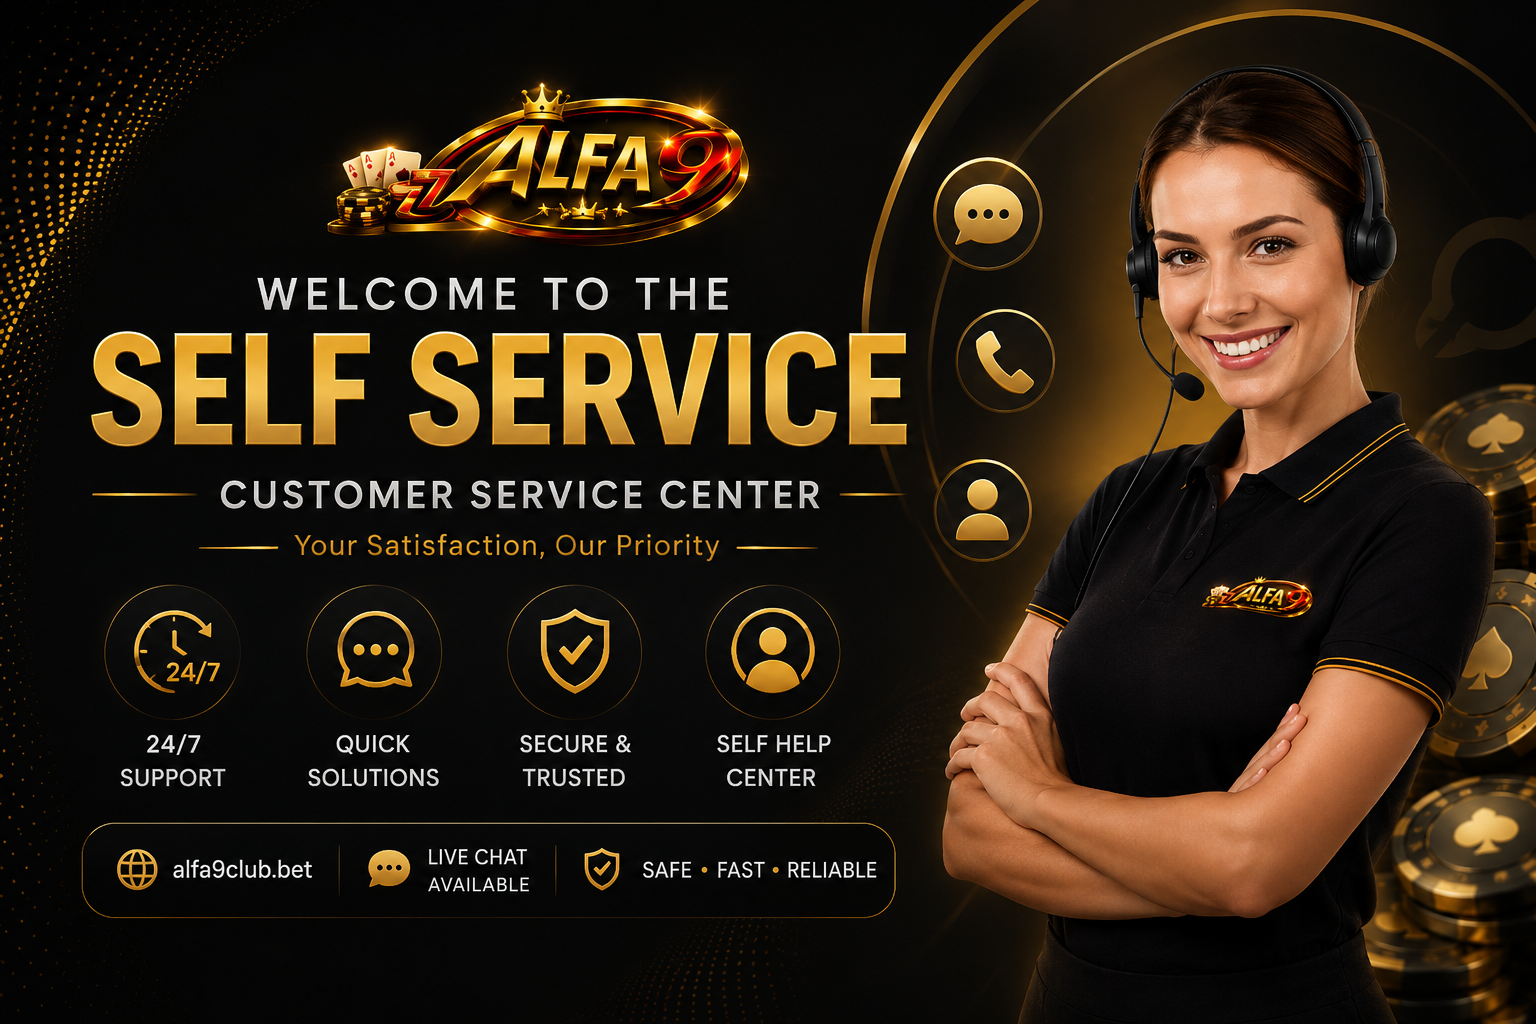 ALFA9
WELCOME TO THE
SELF SERVICE
CUSTOMER SERVICE CENTER
Your Satisfaction, Our Priority
24/7
24/7
SUPPORT
QUICK
SOLUTIONS
SECURE &
TRUSTED
SELF HELP
CENTER
alfa9club.bet
LIVE CHAT
AVAILABLE
SAFE • FAST • RELIABLE
ALFA9